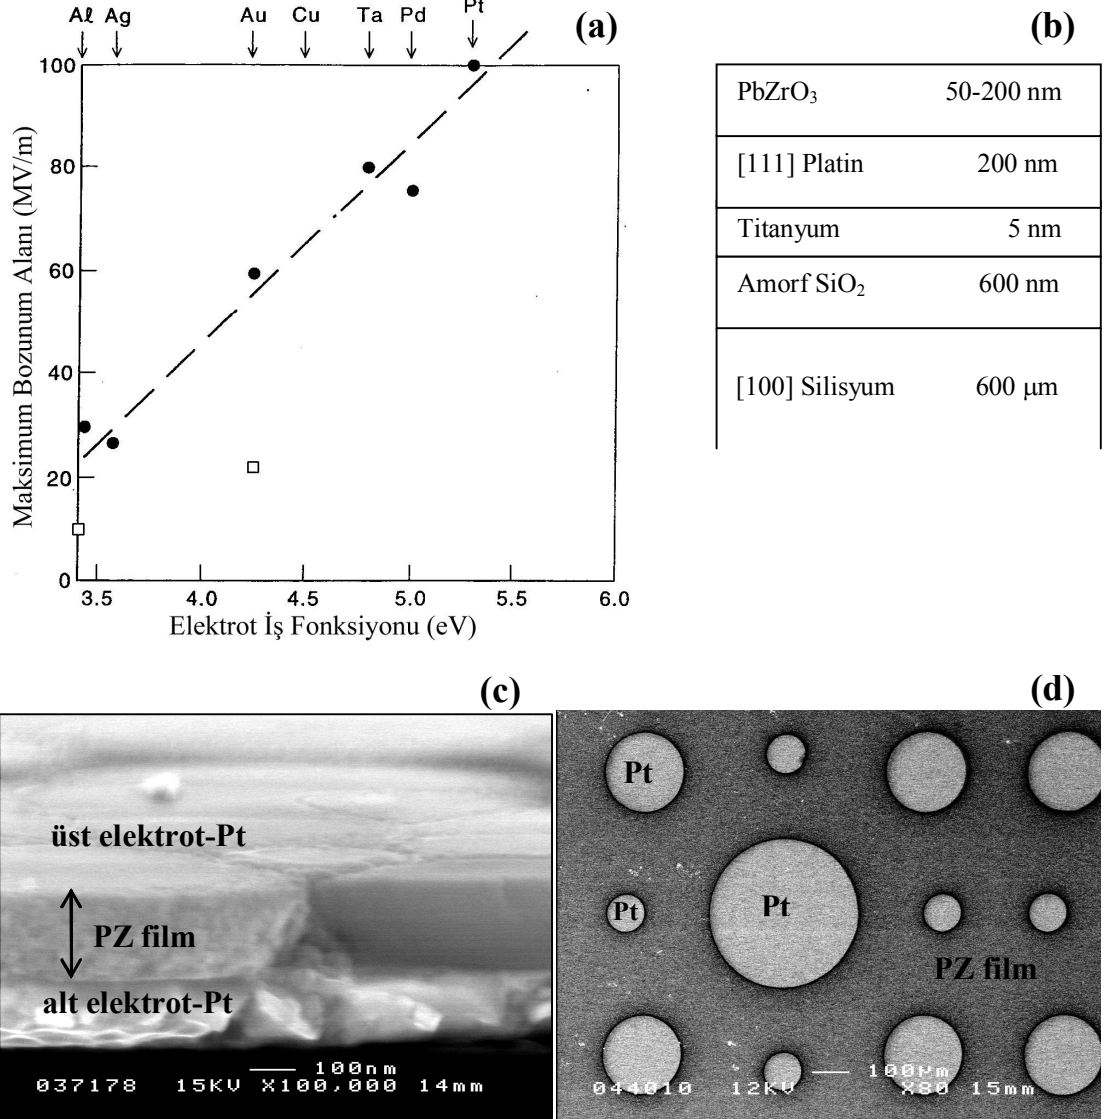 Aℓ Ag Au Cu Ta Pd Pt
(a)
100
80
60
40
20
0
3.5 4.0 4.5 5.0 5.5 6.0
Maksimum Bozunum Alanı (MV/m)
Elektrot İş Fonksiyonu (eV)
(b)
PbZrO₃ 50-200 nm
[111] Platin 200 nm
Titanyum 5 nm
Amorf SiO₂ 600 nm
[100] Silisyum 600 µm
(c)
üst elektrot-Pt
PZ film
alt elektrot-Pt
100nm
037178 15KV X100,000 14mm
(d)
Pt
Pt
Pt
PZ film
100µm
044010 12KV X80 15mm